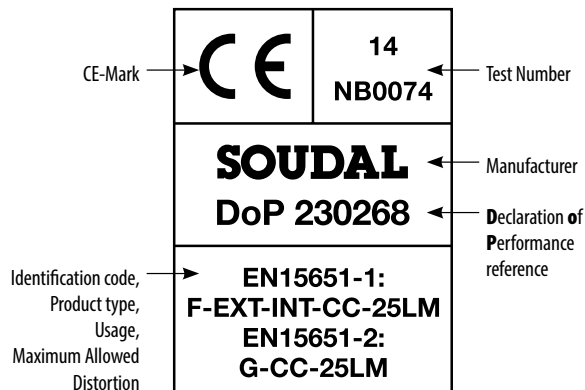 CE-Mark
CE
14
NB0074
Test Number
SOUDAL
Manufacturer
DoP 230268
Declaration of
Performance
reference
Identification code,
Product type,
Usage,
Maximum Allowed
Distortion
EN15651-1:
F-EXT-INT-CC-25LM
EN15651-2:
G-CC-25LM